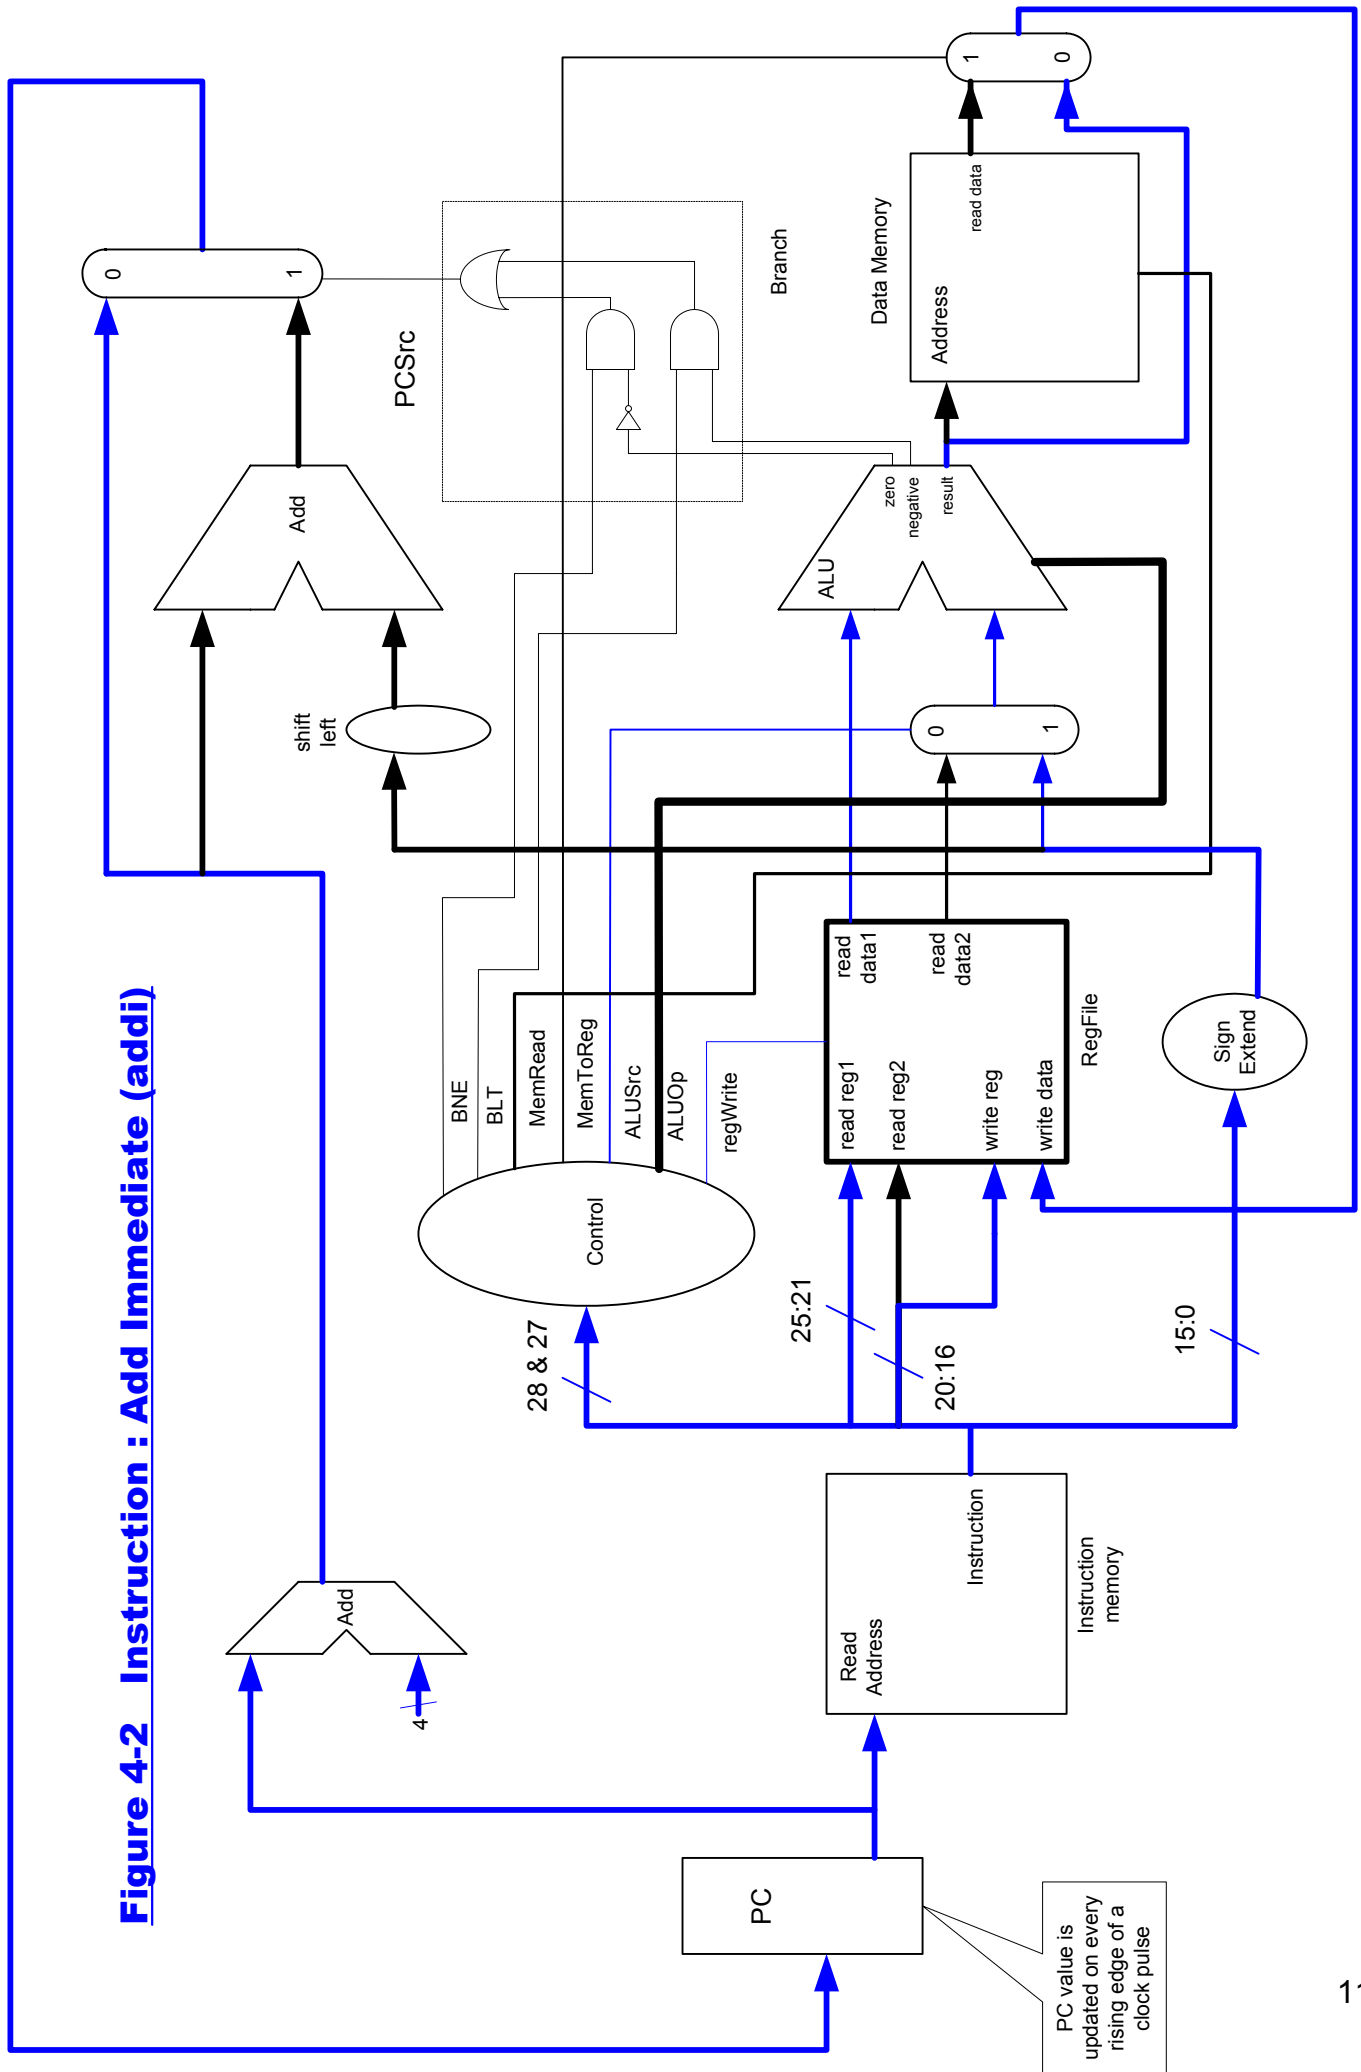 Figure 4-2 Instruction : Add Immediate (addi)
PC
PC value is
updated on every
rising edge of a
clock pulse
4
Add
Read
Address
Instruction
Instruction
memory
28 & 27
25:21
20:16
15:0
Control
BNE
BLT
MemRead
MemToReg
ALUSrc
ALUOp
regWrite
read reg1
read reg2
write reg
write data
read
data1
read
data2
RegFile
Sign
Extend
shift
left
0
1
Add
ALU
zero
negative
result
PCSrc
Branch
0
1
Data Memory
Address
read data
1
0
11